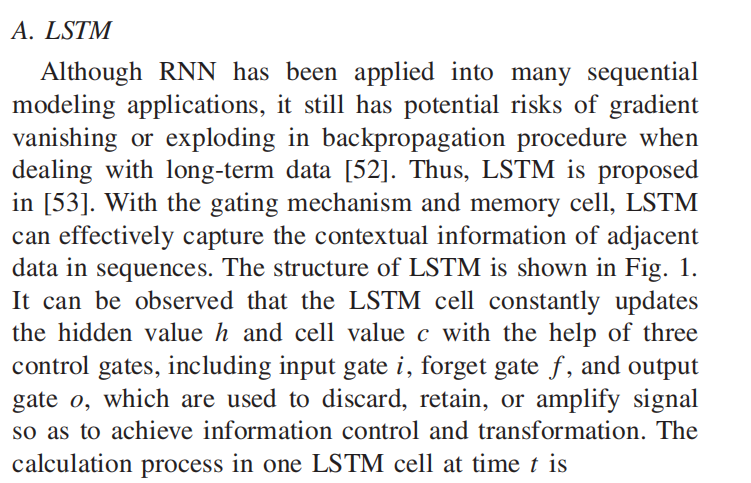 A. LSTM
Although RNN has been applied into many sequential
modeling applications, it still has potential risks of gradient
vanishing or exploding in backpropagation procedure when
dealing with long-term data [52]. Thus, LSTM is proposed
in [53]. With the gating mechanism and memory cell, LSTM
can effectively capture the contextual information of adjacent
data in sequences. The structure of LSTM is shown in Fig. 1.
It can be observed that the LSTM cell constantly updates
the hidden value h and cell value c with the help of three
control gates, including input gate i, forget gate f, and output
gate o, which are used to discard, retain, or amplify signal
so as to achieve information control and transformation. The
calculation process in one LSTM cell at time t is